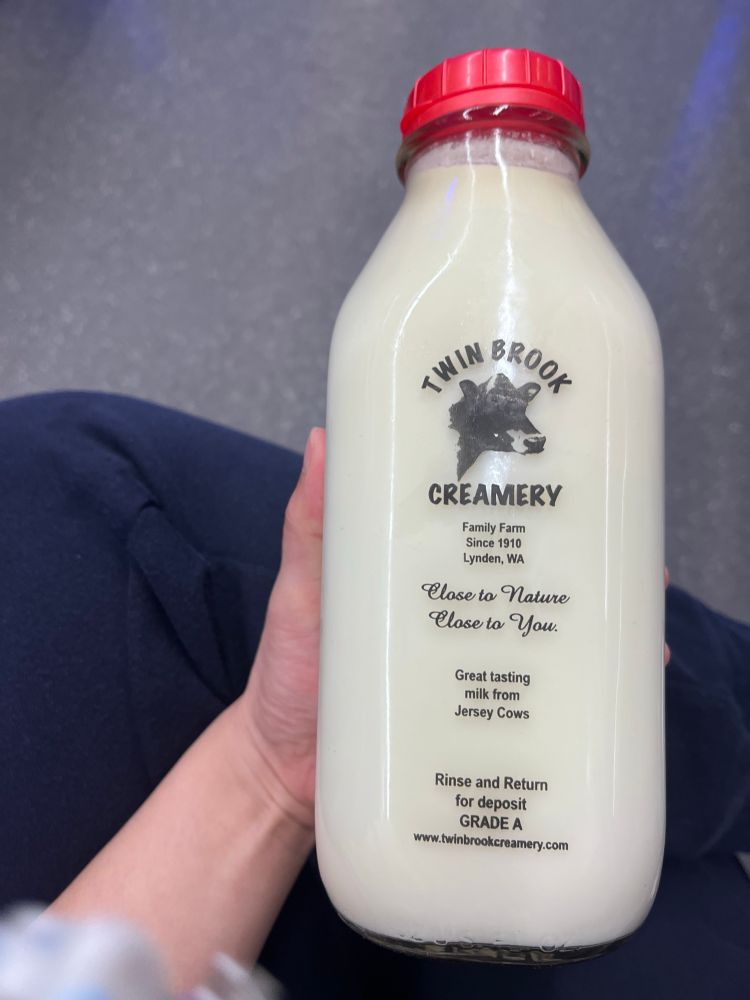 TWIN BROOK
CREAMERY
Family Farm
Since 1910
Lynden, WA
Close to Nature
Close to You.
Great tasting
milk from
Jersey Cows
Rinse and Return
for deposit
GRADE A
www.twinbrookcreamery.com